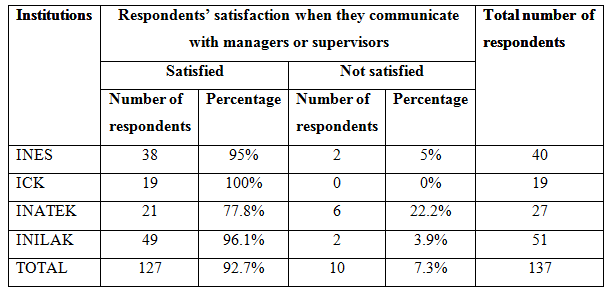 Institutions Respondents’ satisfaction when they communicate Total number of
with managers or supervisors respondents
Satisfied Not satisfied
Number of Percentage Number of Percentage
respondents respondents
INES 38 95% 2 5% 40
ICK 19 100% 0 0% 19
INATEK 21 77.8% 6 22.2% 27
INILAK 49 96.1% 2 3.9% 51
TOTAL 127 92.7% 10 7.3% 137